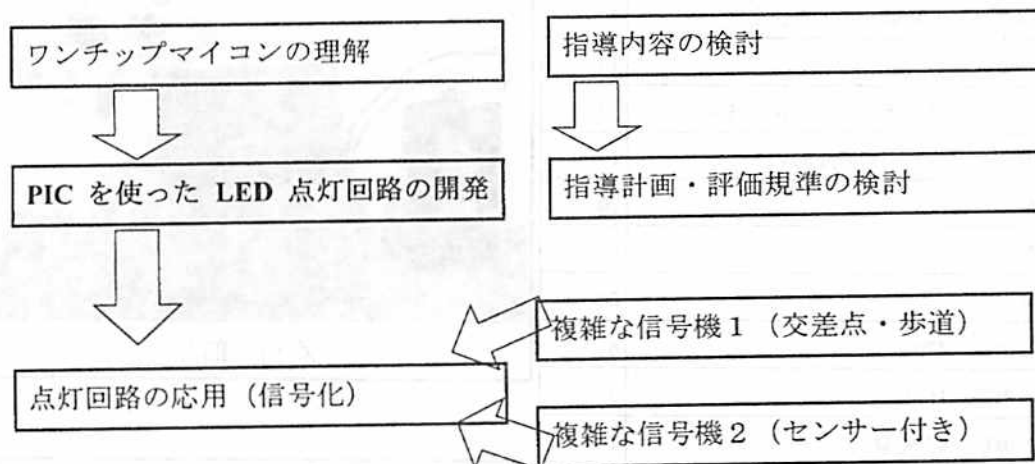 ワンチップマイコンの理解
指導内容の検討
PIC を使った LED 点灯回路の開発
指導計画・評価規準の検討
複雑な信号機1（交差点・歩道）
点灯回路の応用（信号化）
複雑な信号機2（センサー付き）